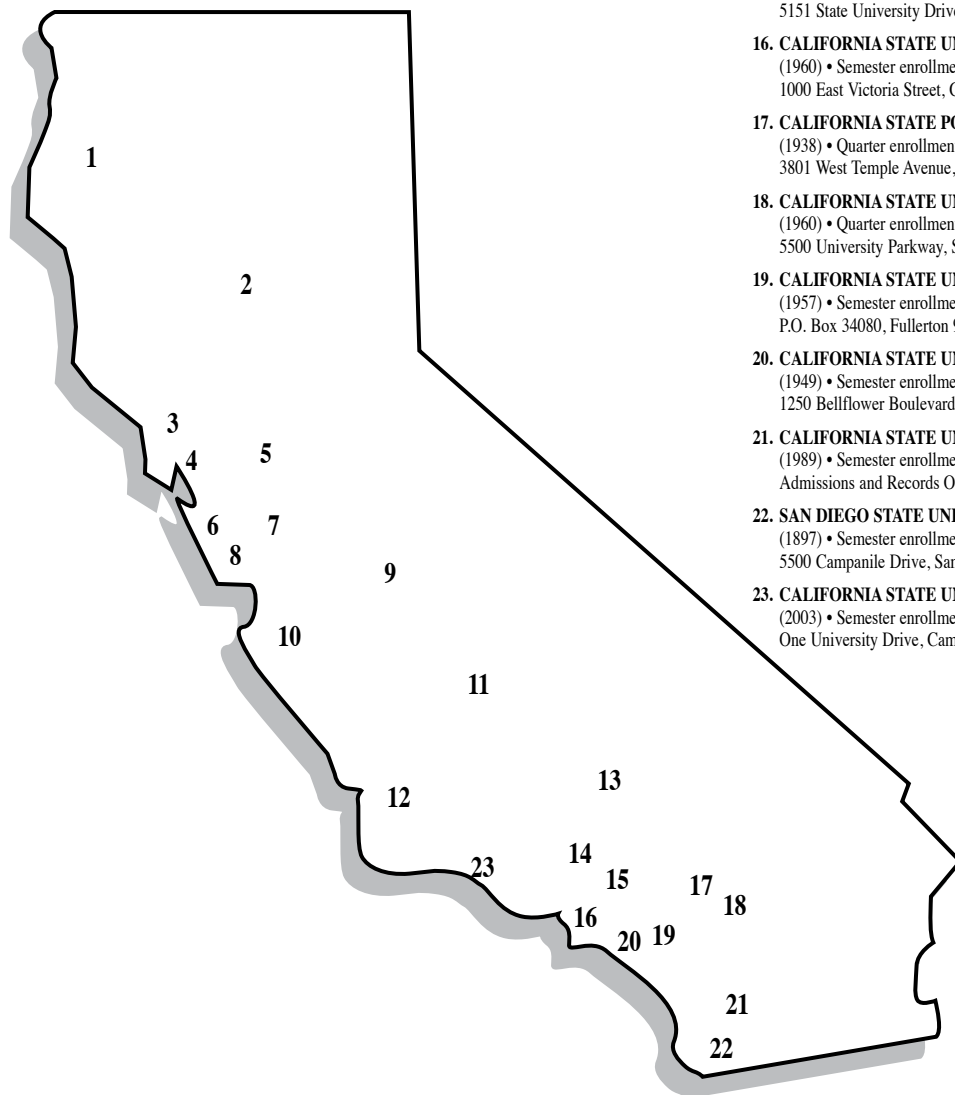 1
2
3
4
5
6
7
8
9
10
11
12
13
14
15
16
17
18
19
20
21
22
23
5151 State University Drive
16. CALIFORNIA STATE UN
(1960) • Semester enrollme
1000 East Victoria Street, C
17. CALIFORNIA STATE PO
(1938) • Quarter enrollmen
3801 West Temple Avenue,
18. CALIFORNIA STATE UN
(1960) • Quarter enrollmen
5500 University Parkway, S
19. CALIFORNIA STATE UN
(1957) • Semester enrollme
P.O. Box 34080, Fullerton 9
20. CALIFORNIA STATE UN
(1949) • Semester enrollme
1250 Bellflower Boulevard
21. CALIFORNIA STATE UN
(1989) • Semester enrollme
Admissions and Records O
22. SAN DIEGO STATE UNI
(1897) • Semester enrollme
5500 Campanile Drive, San
23. CALIFORNIA STATE UN
(2003) • Semester enrollme
One University Drive, Cam